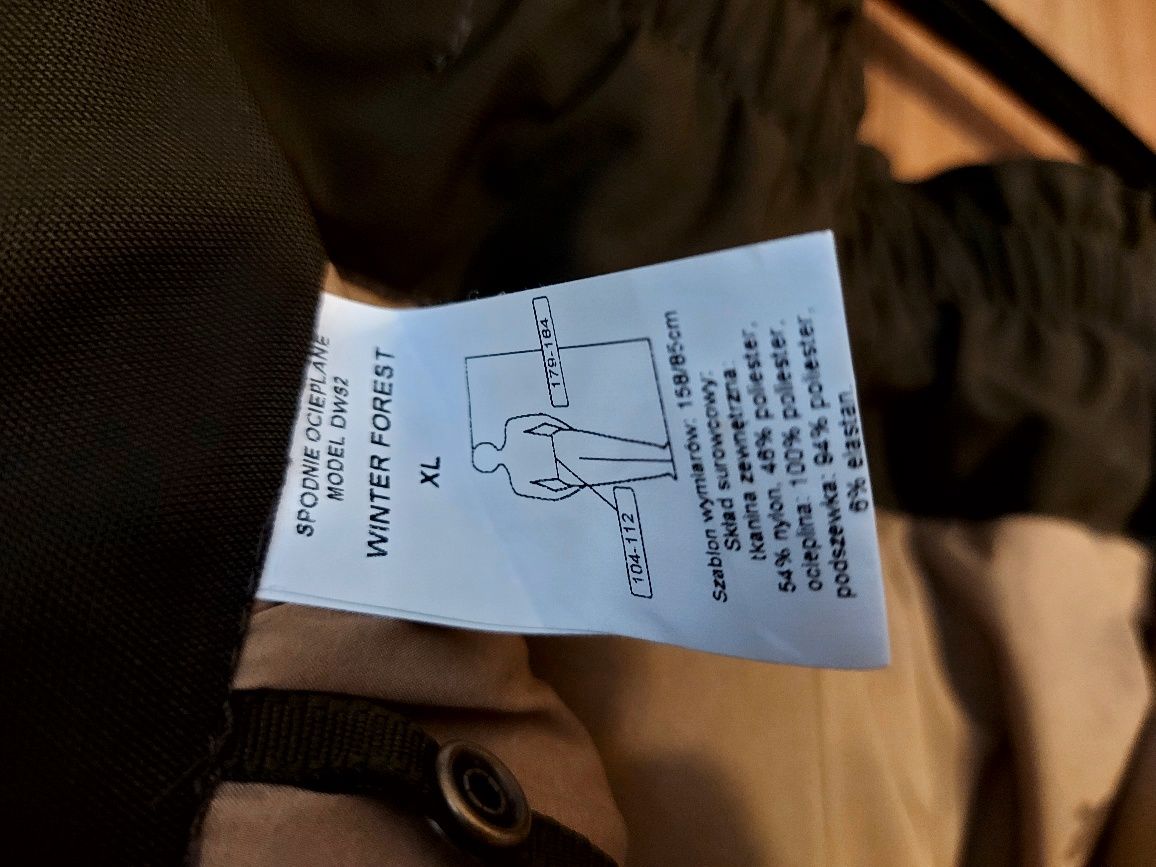 SPODNIE OCIEPLANE
MODEL DWS2
WINTER FOREST
XL
179-184
104-112
Szablon wymiarów: 158/85cm
Skład surowcowy:
tkanina zewnętrzna:
54% nylon, 46% poliester,
ocieplina: 100% poliester,
podszewka: 94% poliester,
6% elastan.